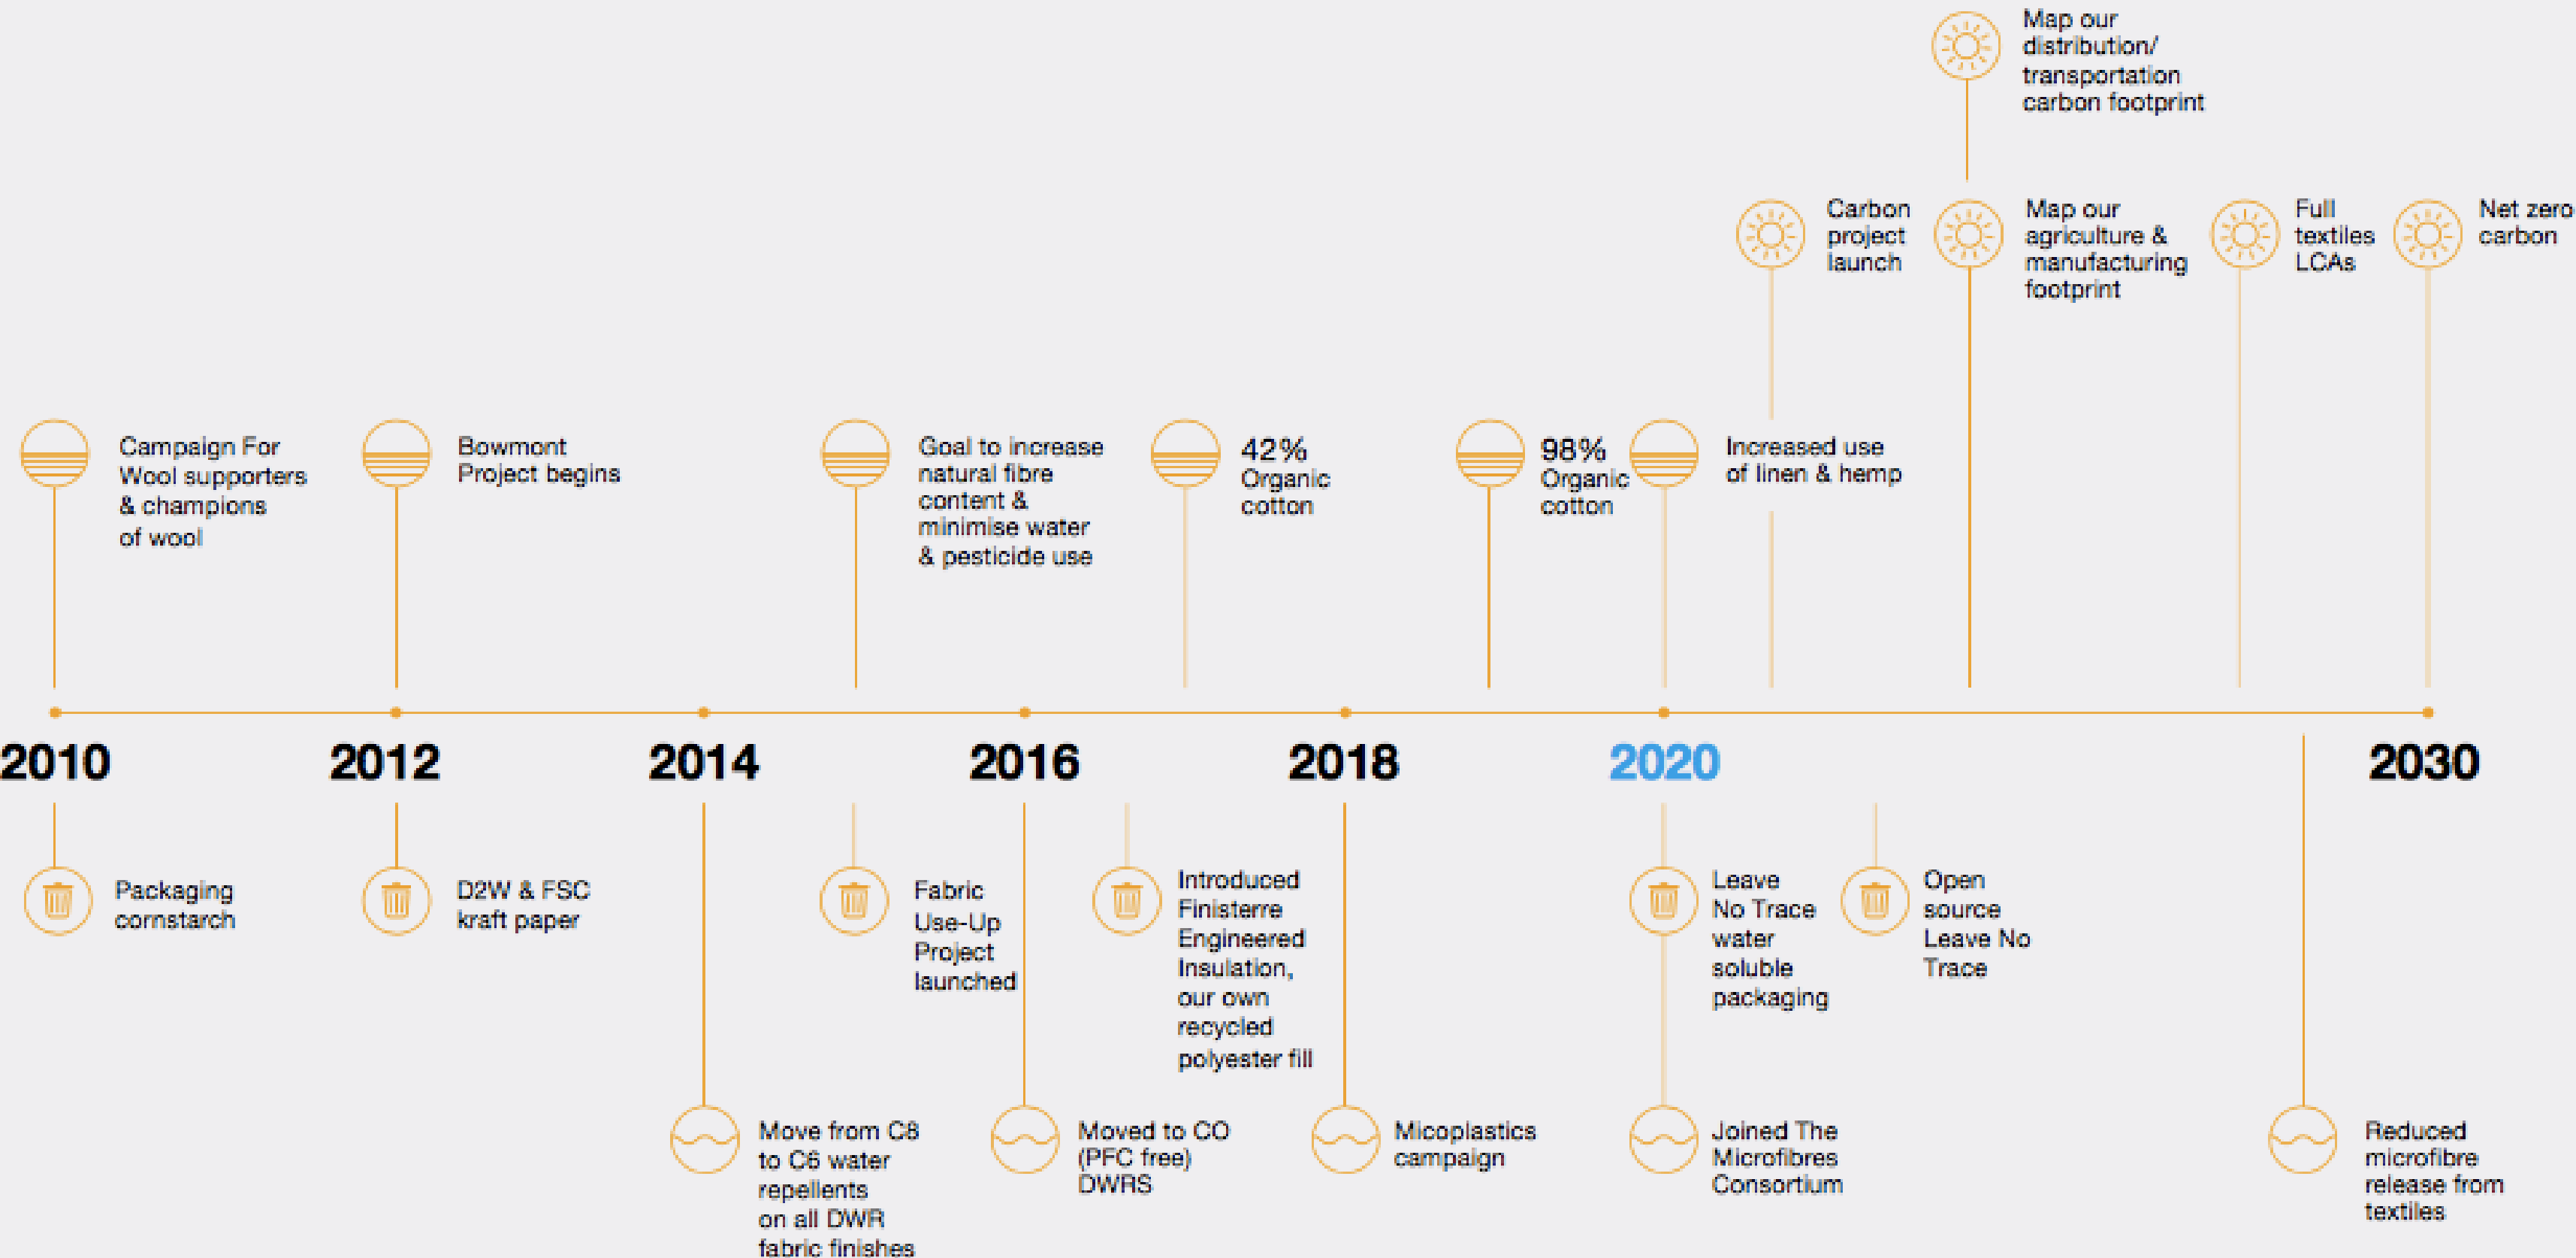 Map our
distribution/
transportation
carbon footprint
Carbon
project
launch
Map our
agriculture &
manufacturing
footprint
Full
textiles
LCAs
Net zero
carbon
Campaign For
Wool supporters
& champions
of wool
Bowmont
Project begins
Goal to increase
natural fibre
content &
minimise water
& pesticide use
42%
Organic
cotton
98%
Organic
cotton
Increased use
of linen & hemp
2010
2012
2014
2016
2018
2020
2030
Packaging
cornstarch
D2W & FSC
kraft paper
Fabric
Use-Up
Project
launched
Introduced
Finisterre
Engineered
Insulation,
our own
recycled
polyester fill
Leave
No Trace
water
soluble
packaging
Open
source
Leave No
Trace
Move from C8
to C6 water
repellents
on all DWR
fabric finishes
Moved to CO
(PFC free)
DWRS
Micoplastics
campaign
Joined The
Microfibres
Consortium
Reduced
microfibre
release from
textiles